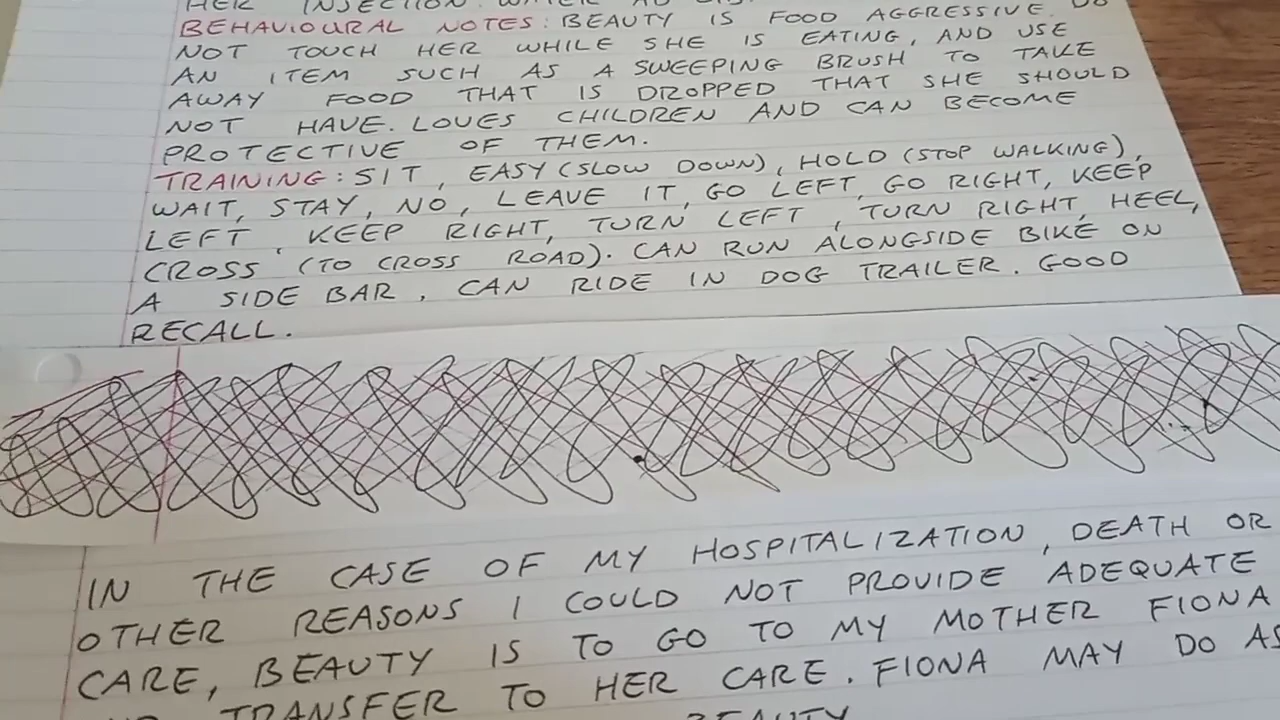 HER INJECTION. WATER AD
BEHAVIOURAL NOTES: BEAUTY IS FOOD AGGRESSIVE. DO
NOT TOUCH HER WHILE SHE IS EATING, AND USE
AN ITEM SUCH AS A SWEEPING BRUSH TO TAKE
AWAY FOOD THAT IS DROPPED THAT SHE SHOULD
NOT HAVE. LOVES CHILDREN AND CAN BECOME
PROTECTIVE OF THEM.
TRAINING: SIT, EASY (SLOW DOWN), HOLD (STOP WALKING),
WAIT, STAY, NO, LEAVE IT, GO LEFT, GO RIGHT, KEEP
LEFT, KEEP RIGHT, TURN LEFT, TURN RIGHT, HEEL,
CROSS (TO CROSS ROAD). CAN RUN ALONGSIDE BIKE ON
A SIDE BAR, CAN RIDE IN DOG TRAILER. GOOD
RECALL.
IN THE CASE OF MY HOSPITALIZATION, DEATH OR
OTHER REASONS I COULD NOT PROVIDE ADEQUATE
CARE, BEAUTY IS TO GO TO MY MOTHER FIONA
TRANSFER TO HER CARE. FIONA MAY DO AS
BEAUTY